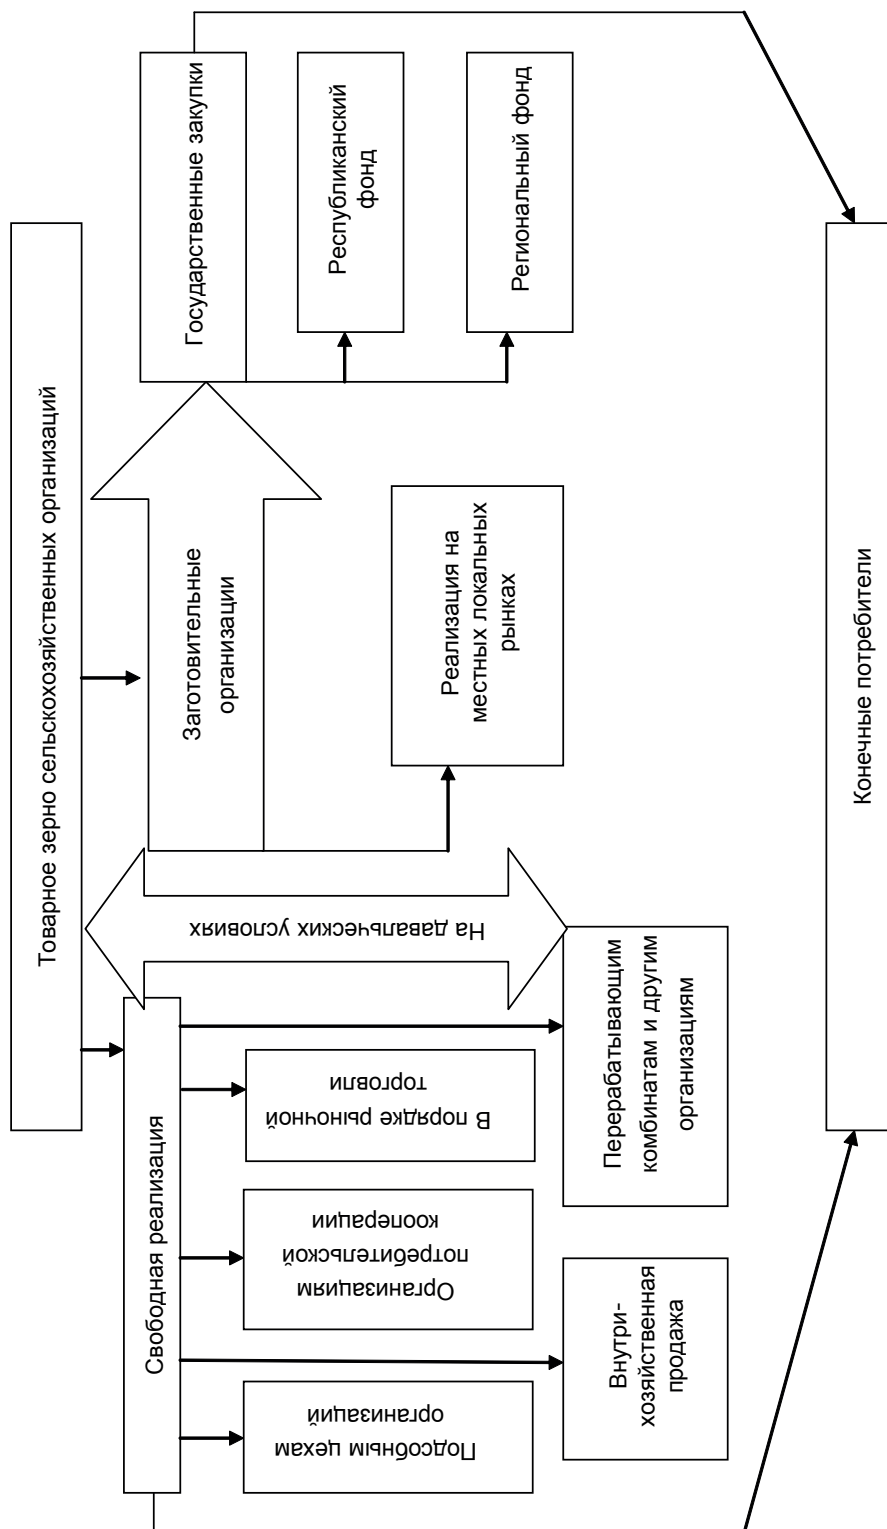 Товарное зерно сельскохозяйственных организаций
Свободная реализация
Подсобным цехам
организаций
Организациям
потребительской
кооперации
В порядке рыночной
торговли
Внутри-
хозяйственная
продажа
Перерабатывающим
комбинатам и другим
организациям
На давальческих условиях
Заготовительные
организации
Реализация на
местных локальных
рынках
Государственные закупки
Республиканский
фонд
Региональный фонд
Конечные потребители